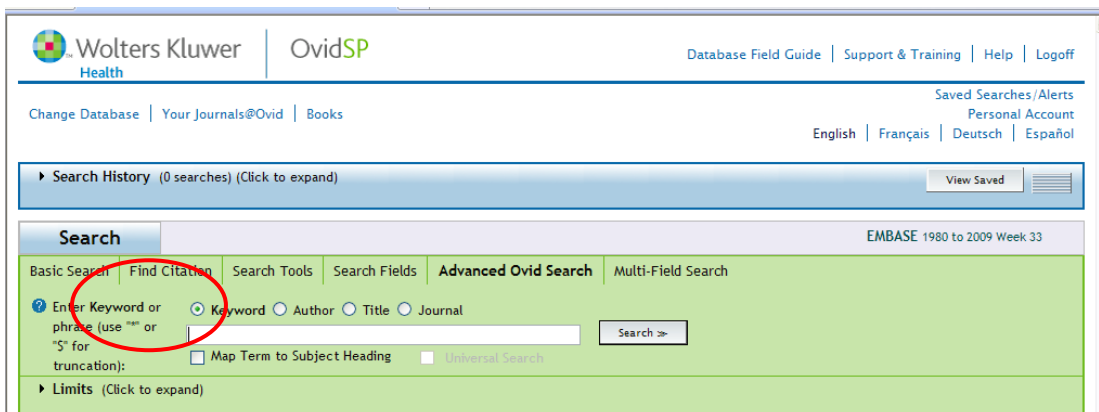 Wolters Kluwer OvidSP
Health
Database Field Guide | Support & Training | Help | Logoff
Saved Searches/Alerts
Change Database | Your Journals@Ovid | Books
Personal Account
English | Français | Deutsch | Español
Search History (0 searches) (Click to expand)
View Saved
Search
EMBASE 1980 to 2009 Week 33
Basic Search | Find Citation | Search Tools | Search Fields | Advanced Ovid Search | Multi-Field Search
Enter Keyword or
phrase (use "*" or
"$" for
truncation):
Keyword Author Title Journal
Search >>
Map Term to Subject Heading Universal Search
Limits (Click to expand)